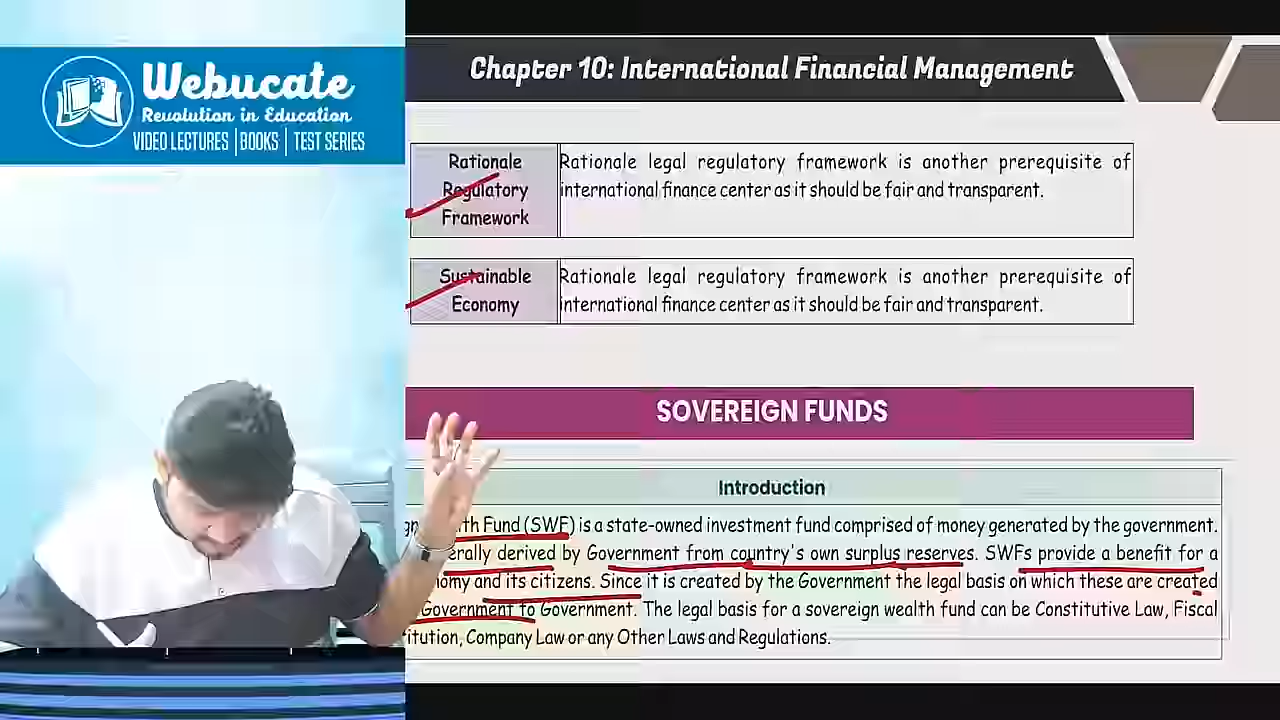 Webucate
Revolution in Education
VIDEO LECTURES | BOOKS | TEST SERIES
Chapter 10: International Financial Management
Rationale
Regulatory
Framework
Rationale legal regulatory framework is another prerequisite of
international finance center as it should be fair and transparent.
Sustainable
Economy
Rationale legal regulatory framework is another prerequisite of
international finance center as it should be fair and transparent.
SOVEREIGN FUNDS
Introduction
Fund (SWF) is a state-owned investment fund comprised of money generated by the government.
derived by Government from country's own surplus reserves. SWFs provide a benefit for a
and its citizens. Since it is created by the Government the legal basis on which these are created
Government to Government. The legal basis for a sovereign wealth fund can be Constitutive Law, Fiscal
Company Law or any Other Laws and Regulations.